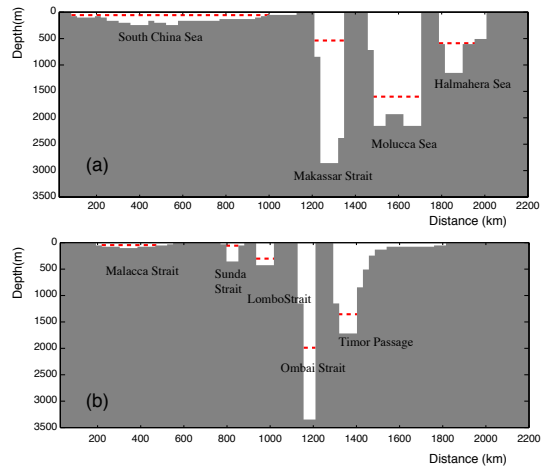 Depth(m)
0
500
1000
1500
2000
2500
3000
3500
South China Sea
Halmahera Sea
Molucca Sea
Makassar Strait
(a)
200 400 600 800 1000 1200 1400 1600 1800 2000 2200
Distance (km)
Depth(m)
0
500
1000
1500
2000
2500
3000
3500
Malacca Strait
Sunda
Strait
LomboStrait
Timor Passage
Ombai Strait
(b)
200 400 600 800 1000 1200 1400 1600 1800 2000 2200
Distance (km)